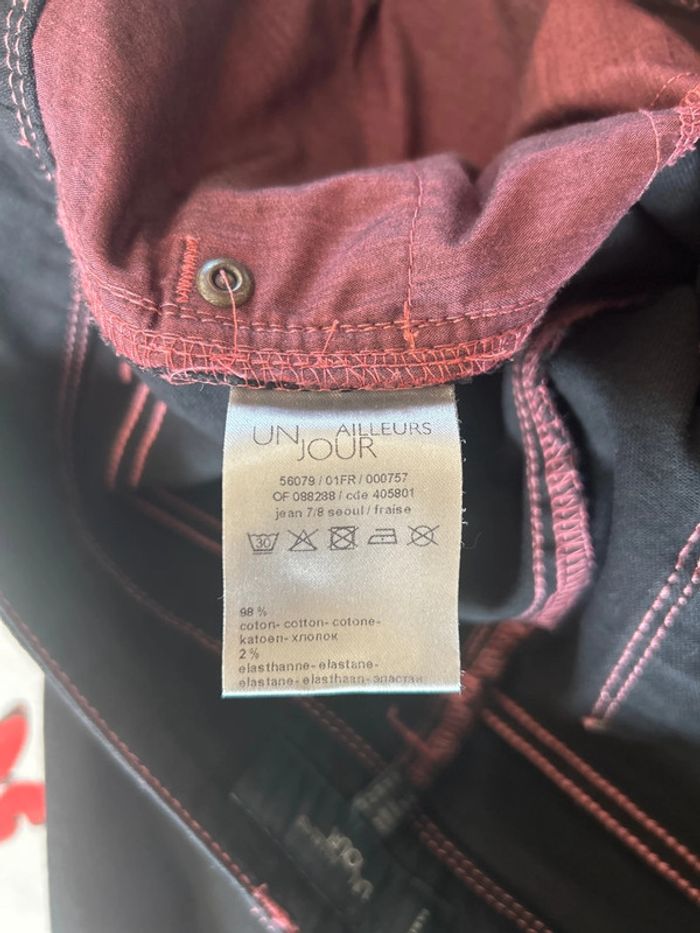 UN JOUR AILLEURS
56079 / 01FR / 000757
OF 088288 / cde 405801
jean 7/8 seoul / fraise
30
98 %
coton- cotton- cotone-
katoen- хлопок
2 %
elasthanne- elastane-
elastane- elasthaan- эластан